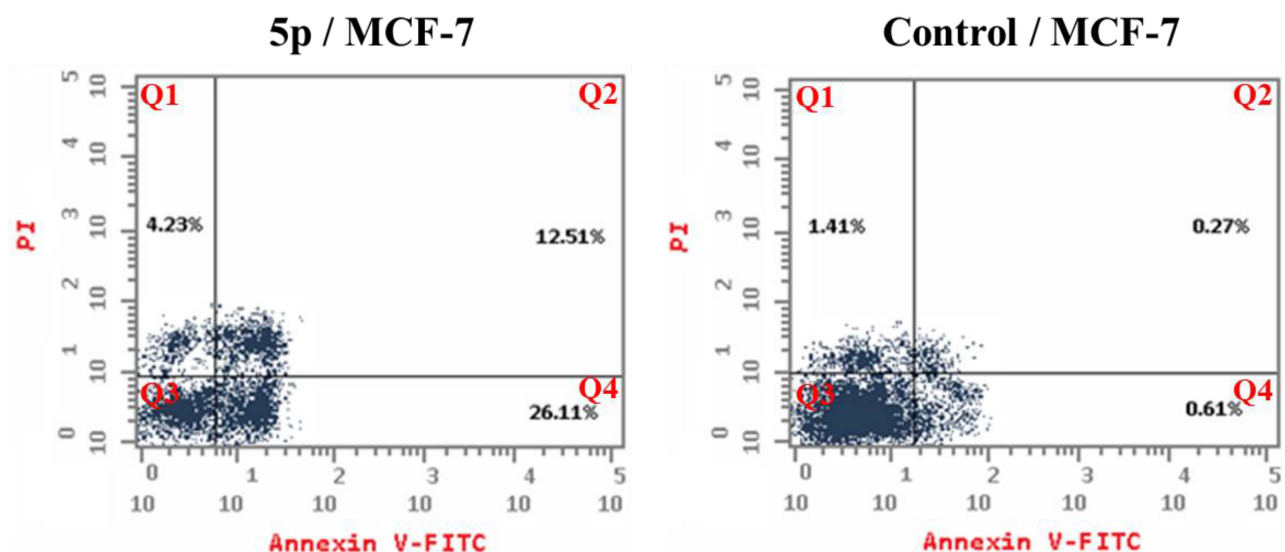 5p / MCF-7
Q1
Q2
4.23%
12.51%
Q3
Q4
26.11%
PI
10 5
10 4
10 3
10 2
10 1
10 0
0 1 2 3 4 5
10 10 10 10 10 10
Annexin V-FITC
Control / MCF-7
Q1
Q2
1.41%
0.27%
Q3
Q4
0.61%
PI
10 5
10 4
10 3
10 2
10 1
10 0
0 1 2 3 4 5
10 10 10 10 10 10
Annexin V-FITC